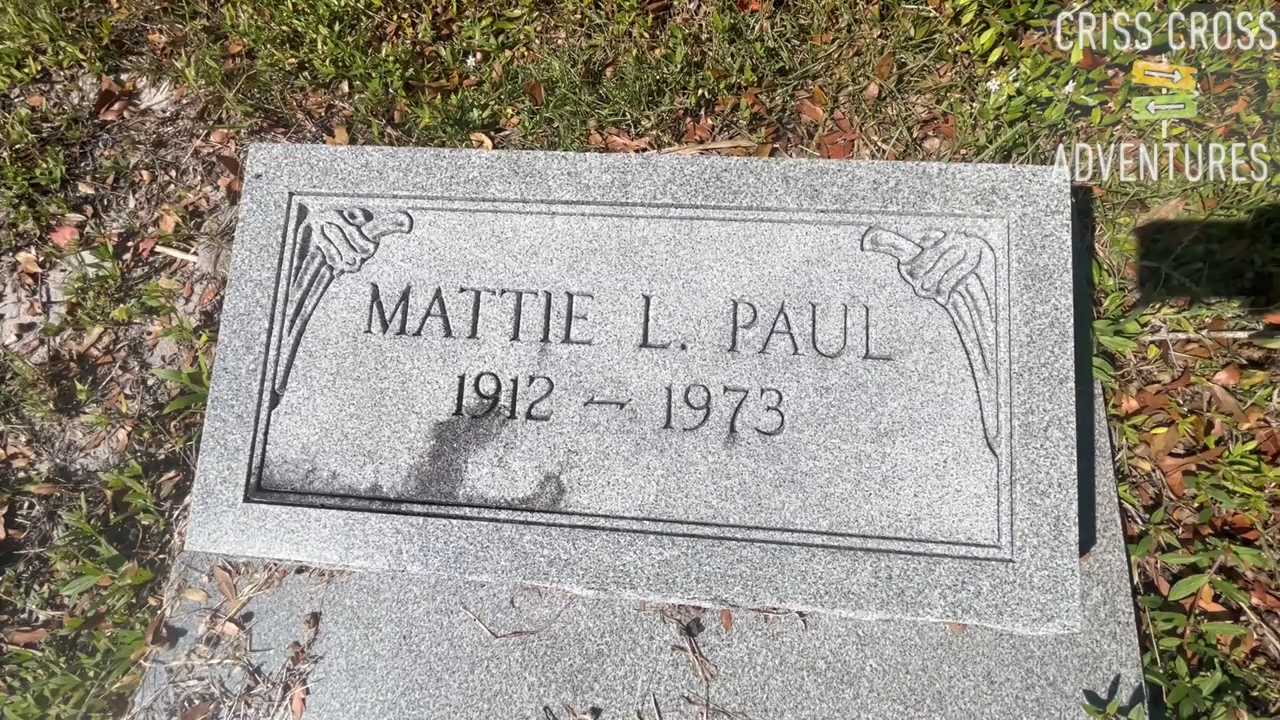 CRISS CROSS
ADVENTURES
MATTIE L. PAUL
1912 — 1973